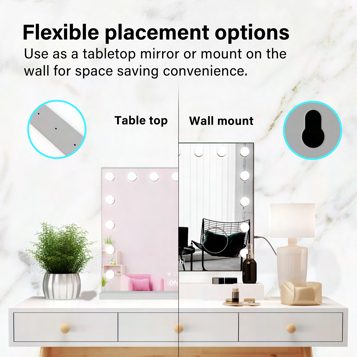 Flexible placement options
Use as a tabletop mirror or mount on the
wall for space saving convenience.
Table top
Wall mount